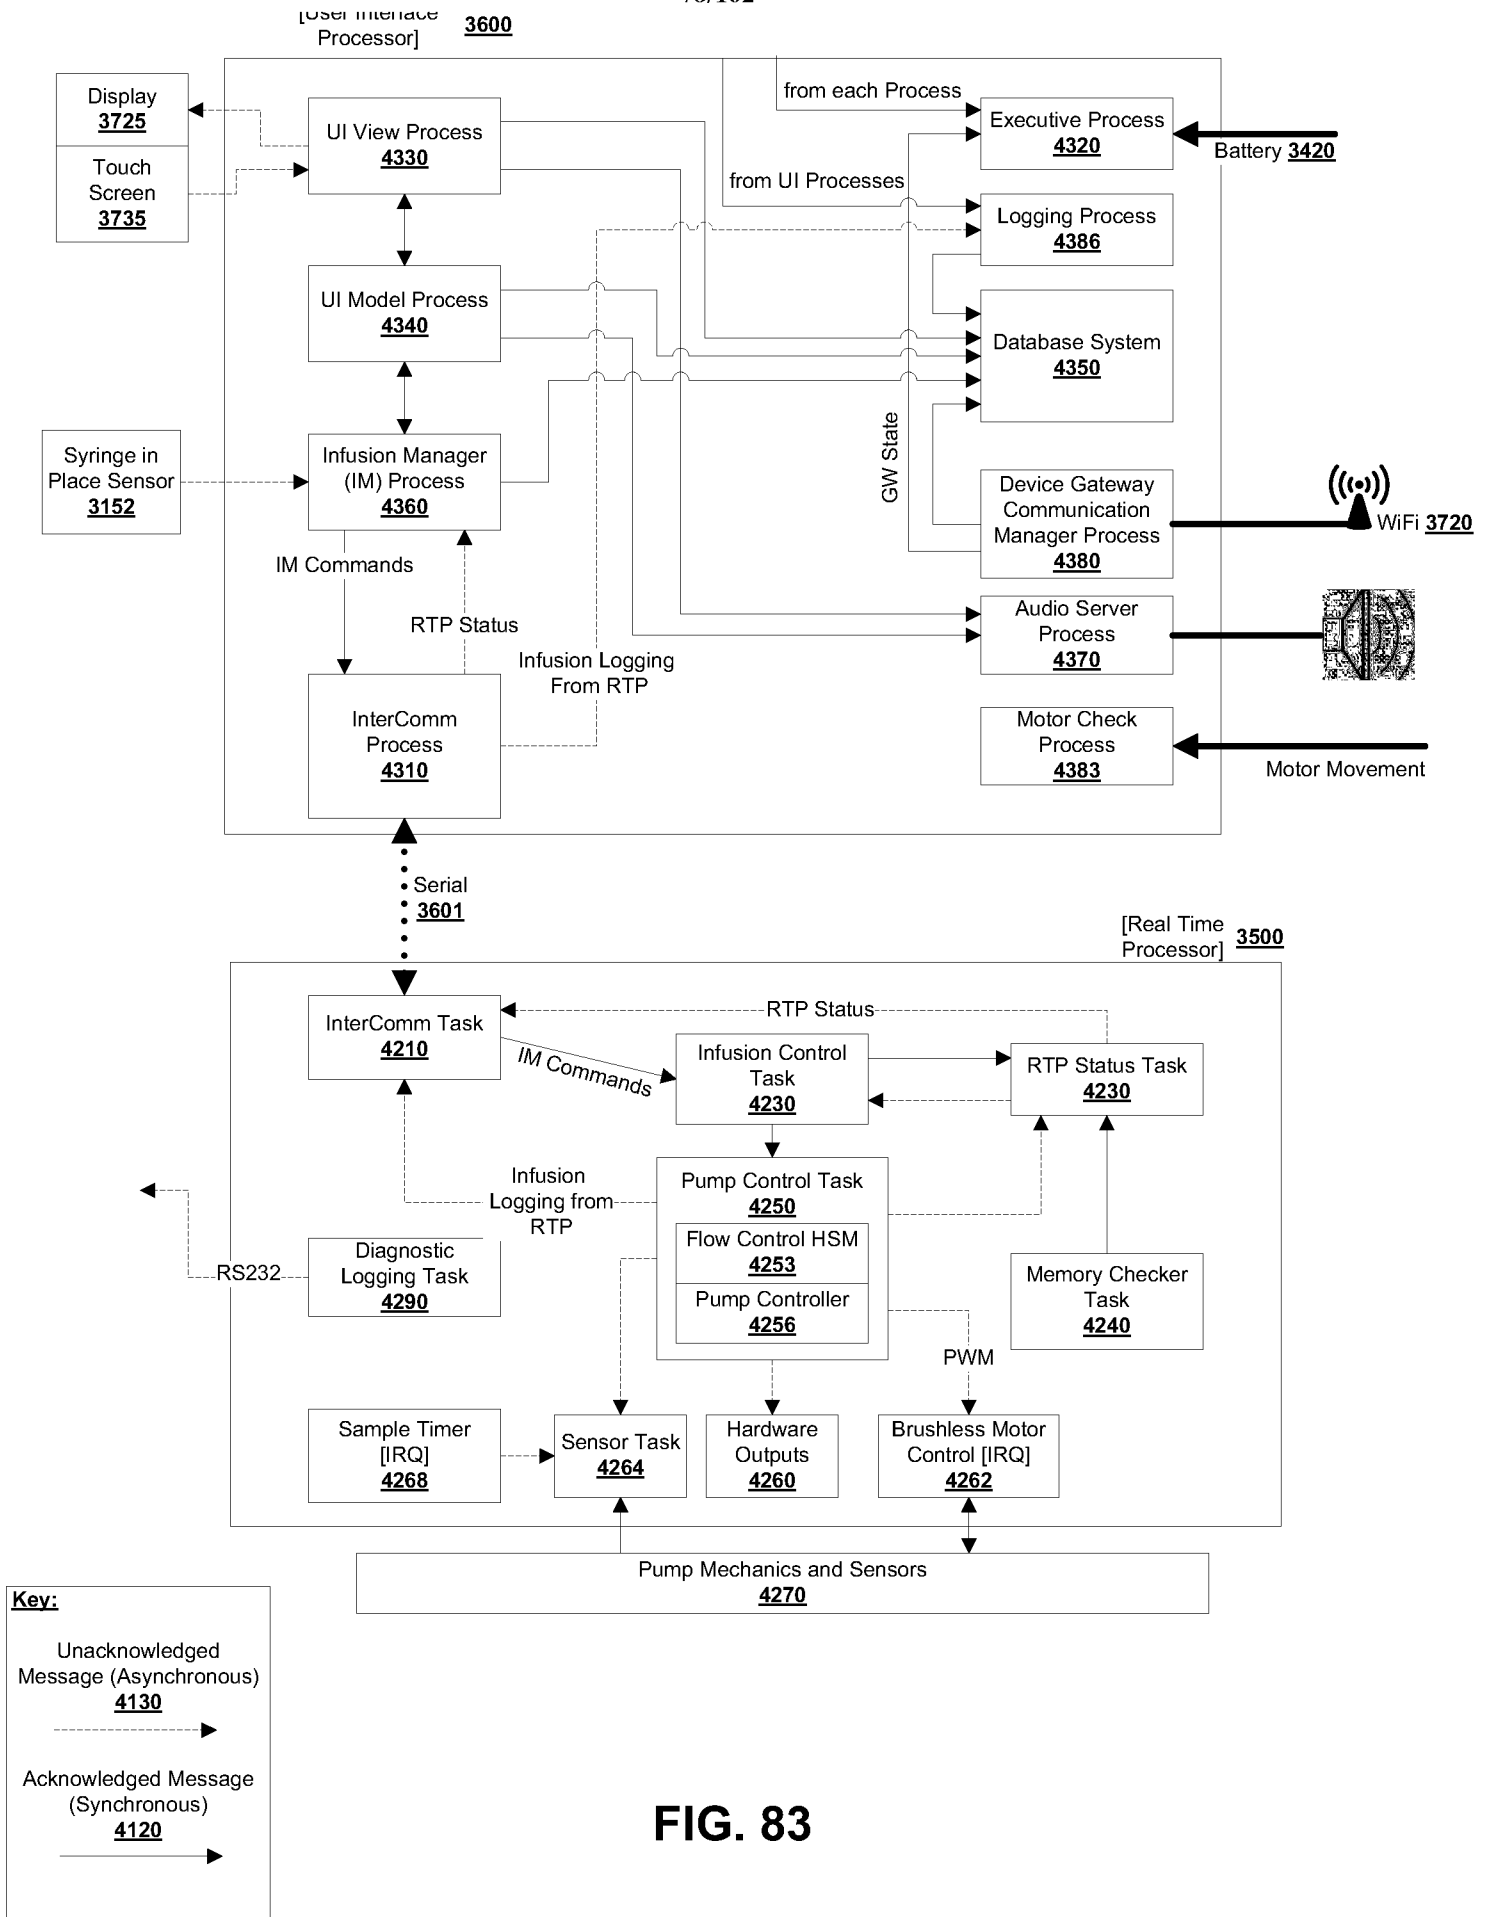 [User Interface
Processor]
3600
Display
3725
Touch
Screen
3735
UI View Process
4330
from each Process
Executive Process
4320
Battery 3420
from UI Processes
Logging Process
4386
UI Model Process
4340
Database System
4350
Syringe in
Place Sensor
3152
Infusion Manager
(IM) Process
4360
GW State
Device Gateway
Communication
Manager Process
4380
WiFi 3720
IM Commands
RTP Status
Infusion Logging
From RTP
Audio Server
Process
4370
InterComm
Process
4310
Motor Check
Process
4383
Motor Movement
Serial
3601
[Real Time
Processor]
3500
InterComm Task
4210
RTP Status
IM Commands
Infusion Control
Task
4230
RTP Status Task
4230
Infusion
Logging from
RTP
Pump Control Task
4250
Flow Control HSM
4253
Pump Controller
4256
RS232
Diagnostic
Logging Task
4290
Memory Checker
Task
4240
PWM
Sample Timer
[IRQ]
4268
Sensor Task
4264
Hardware
Outputs
4260
Brushless Motor
Control [IRQ]
4262
Pump Mechanics and Sensors
4270
Key:
Unacknowledged
Message (Asynchronous)
4130
Acknowledged Message
(Synchronous)
4120
FIG. 83